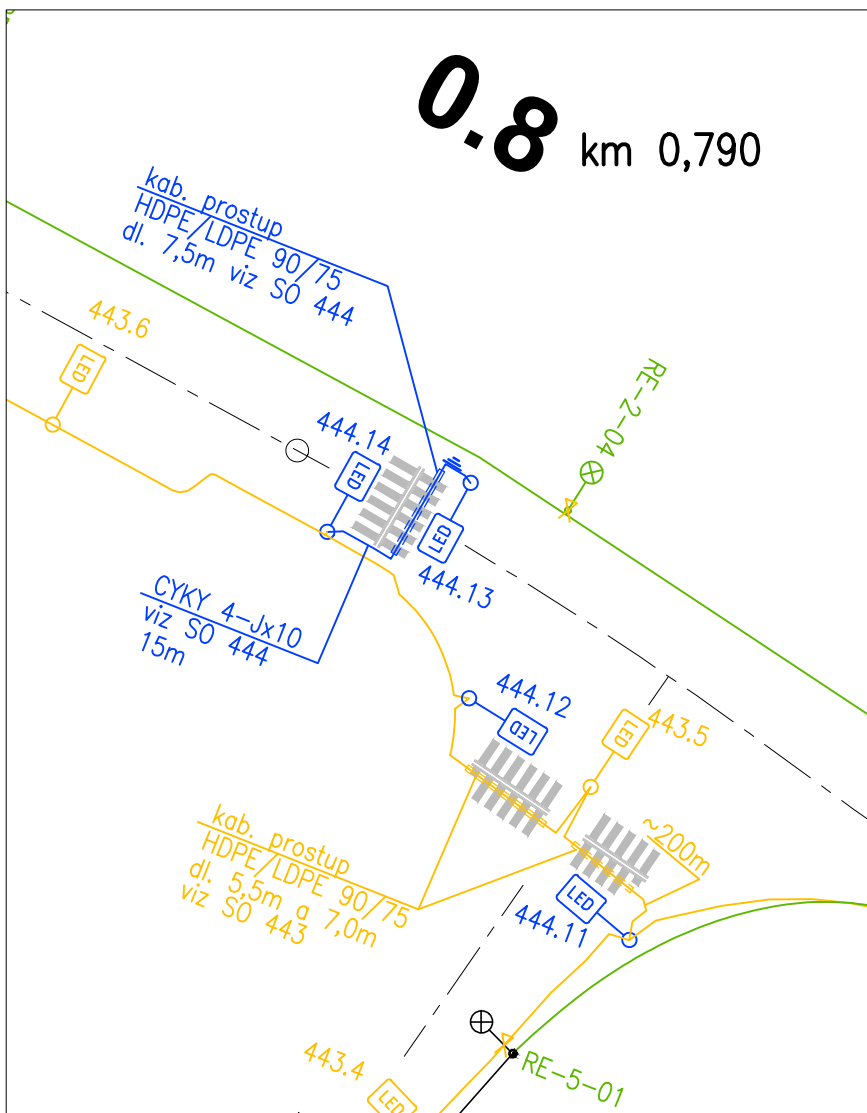 0.8 km 0,790
kab. prostup
HDPE/LDPE 90/75
dl. 7,5m viz SO 444
443.6
LED
RE-2-04
444.14
LED
LED
444.13
CYKY 4-Jx10
viz SO 444
15m
444.12
LED
443.5
LED
~200m
kab. prostup
HDPE/LDPE 90/75
dl. 5,5m a 7,0m
viz SO 443
LED
444.11
443.4
LED
RE-5-01